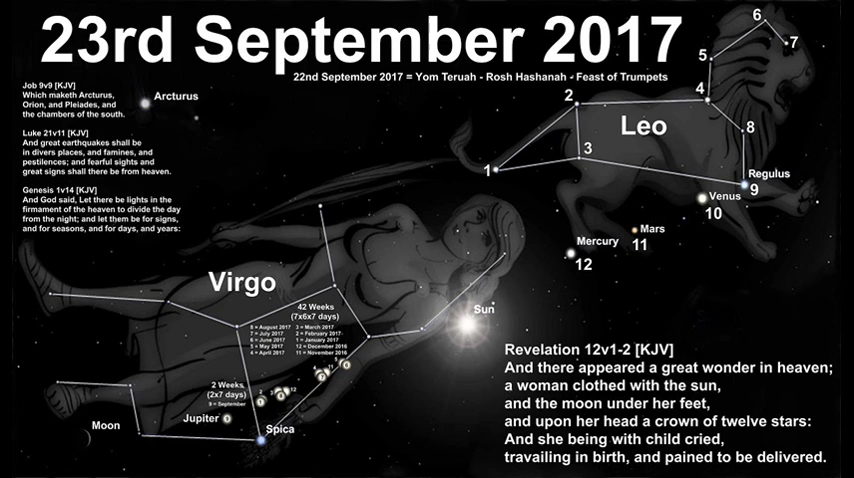 23rd September 2017
22nd September 2017 = Yom Teruah - Rosh Hashanah - Feast of Trumpets
Job 9v9 [KJV]
Which maketh Arcturus,
Orion, and Pleiades, and
the chambers of the south.
Luke 21v11 [KJV]
And great earthquakes shall be
in divers places, and famines, and
pestilences; and fearful sights and
great signs shall there be from heaven.
Genesis 1v14 [KJV]
And God said, Let there be lights in the
firmament of the heaven to divide the day
from the night; and let them be for signs,
and for seasons, and for days, and years:
Arcturus
6
7
5
4
2
Leo
8
3
1
Regulus
9
Venus
10
Mars
11
Mercury
12
Virgo
Sun
42 Weeks
(7x6x7 days)
8 = August 2017 3 = March 2017
7 = July 2017 2 = February 2017
6 = June 2017 1 = January 2017
5 = May 2017 12 = December 2016
4 = April 2017 11 = November 2016
2 Weeks
(2x7 days)
9 = September
Jupiter
Spica
Moon
Revelation 12v1-2 [KJV]
And there appeared a great wonder in heaven;
a woman clothed with the sun,
and the moon under her feet,
and upon her head a crown of twelve stars:
And she being with child cried,
travailing in birth, and pained to be delivered.